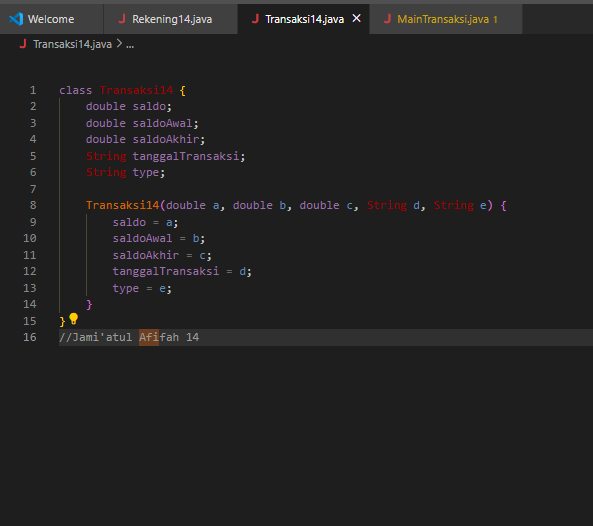 Welcome
Rekening14.java
Transaksi14.java
MainTransaksi.java 1
Transaksi14.java > ...
1 class Transaksi14 {
2 double saldo;
3 double saldoAwal;
4 double saldoAkhir;
5 String tanggalTransaksi;
6 String type;
7
8 Transaksi14(double a, double b, double c, String d, String e) {
9 saldo = a;
10 saldoAwal = b;
11 saldoAkhir = c;
12 tanggalTransaksi = d;
13 type = e;
14 }
15 }
16 //Jami'atul Afifah 14